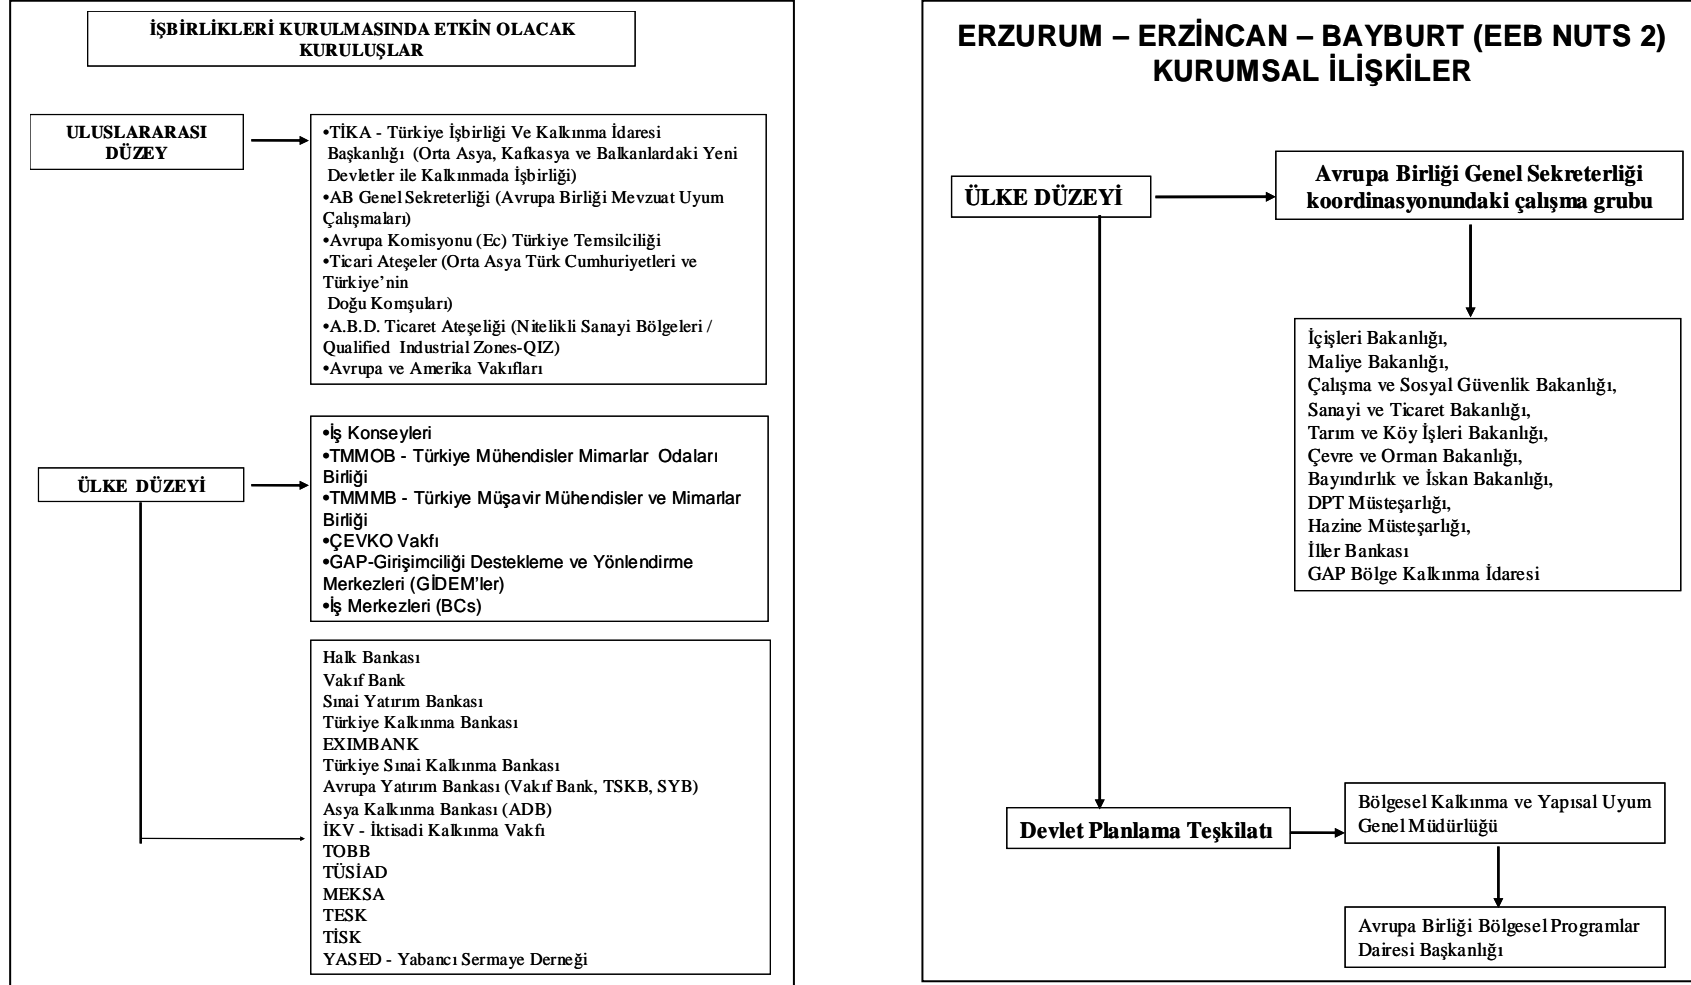 İŞBİRLİKLERİ KURULMASINDA ETKİN OLACAK
KURULUŞLAR
ULUSLARARASI
DÜZEY
•TİKA - Türkiye İşbirliği Ve Kalkınma İdaresi
Başkanlığı (Orta Asya, Kafkasya ve Balkanlardaki Yeni
Devletler ile Kalkınmada İşbirliği)
•AB Genel Sekreterliği (Avrupa Birliği Mevzuat Uyum
Çalışmaları)
•Avrupa Komisyonu (Ec) Türkiye Temsilciliği
•Ticari Ateşeler (Orta Asya Türk Cumhuriyetleri ve
Türkiye’nin
Doğu Komşuları)
•A.B.D. Ticaret Ateşeliği (Nitelikli Sanayi Bölgeleri /
Qualified Industrial Zones-QIZ)
•Avrupa ve Amerika Vakıfları
ÜLKE DÜZEYİ
•İş Konseyleri
•TMMOB - Türkiye Mühendisler Mimarlar Odaları
Birliği
•TMMMB - Türkiye Müşavir Mühendisler ve Mimarlar
Birliği
•ÇEVKO Vakfı
•GAP-Girişimciliği Destekleme ve Yönlendirme
Merkezleri (GİDEM’ler)
•İş Merkezleri (BCs)
Halk Bankası
Vakıf Bank
Sınai Yatırım Bankası
Türkiye Kalkınma Bankası
EXIMBANK
Türkiye Sınai Kalkınma Bankası
Avrupa Yatırım Bankası (Vakıf Bank, TSKB, SYB)
Asya Kalkınma Bankası (ADB)
İKV - İktisadi Kalkınma Vakfı
TOBB
TÜSİAD
MEKSA
TESK
TİSK
YASED - Yabancı Sermaye Derneği
ERZURUM – ERZİNCAN – BAYBURT (EEB NUTS 2)
KURUMSAL İLİŞKİLER
ÜLKE DÜZEYİ
Avrupa Birliği Genel Sekreterliği
koordinasyonundaki çalışma grubu
İçişleri Bakanlığı,
Maliye Bakanlığı,
Çalışma ve Sosyal Güvenlik Bakanlığı,
Sanayi ve Ticaret Bakanlığı,
Tarım ve Köy İşleri Bakanlığı,
Çevre ve Orman Bakanlığı,
Bayındırlık ve İskan Bakanlığı,
DPT Müsteşarlığı,
Hazine Müsteşarlığı,
İller Bankası
GAP Bölge Kalkınma İdaresi
Devlet Planlama Teşkilatı
Bölgesel Kalkınma ve Yapısal Uyum
Genel Müdürlüğü
Avrupa Birliği Bölgesel Programlar
Dairesi Başkanlığı